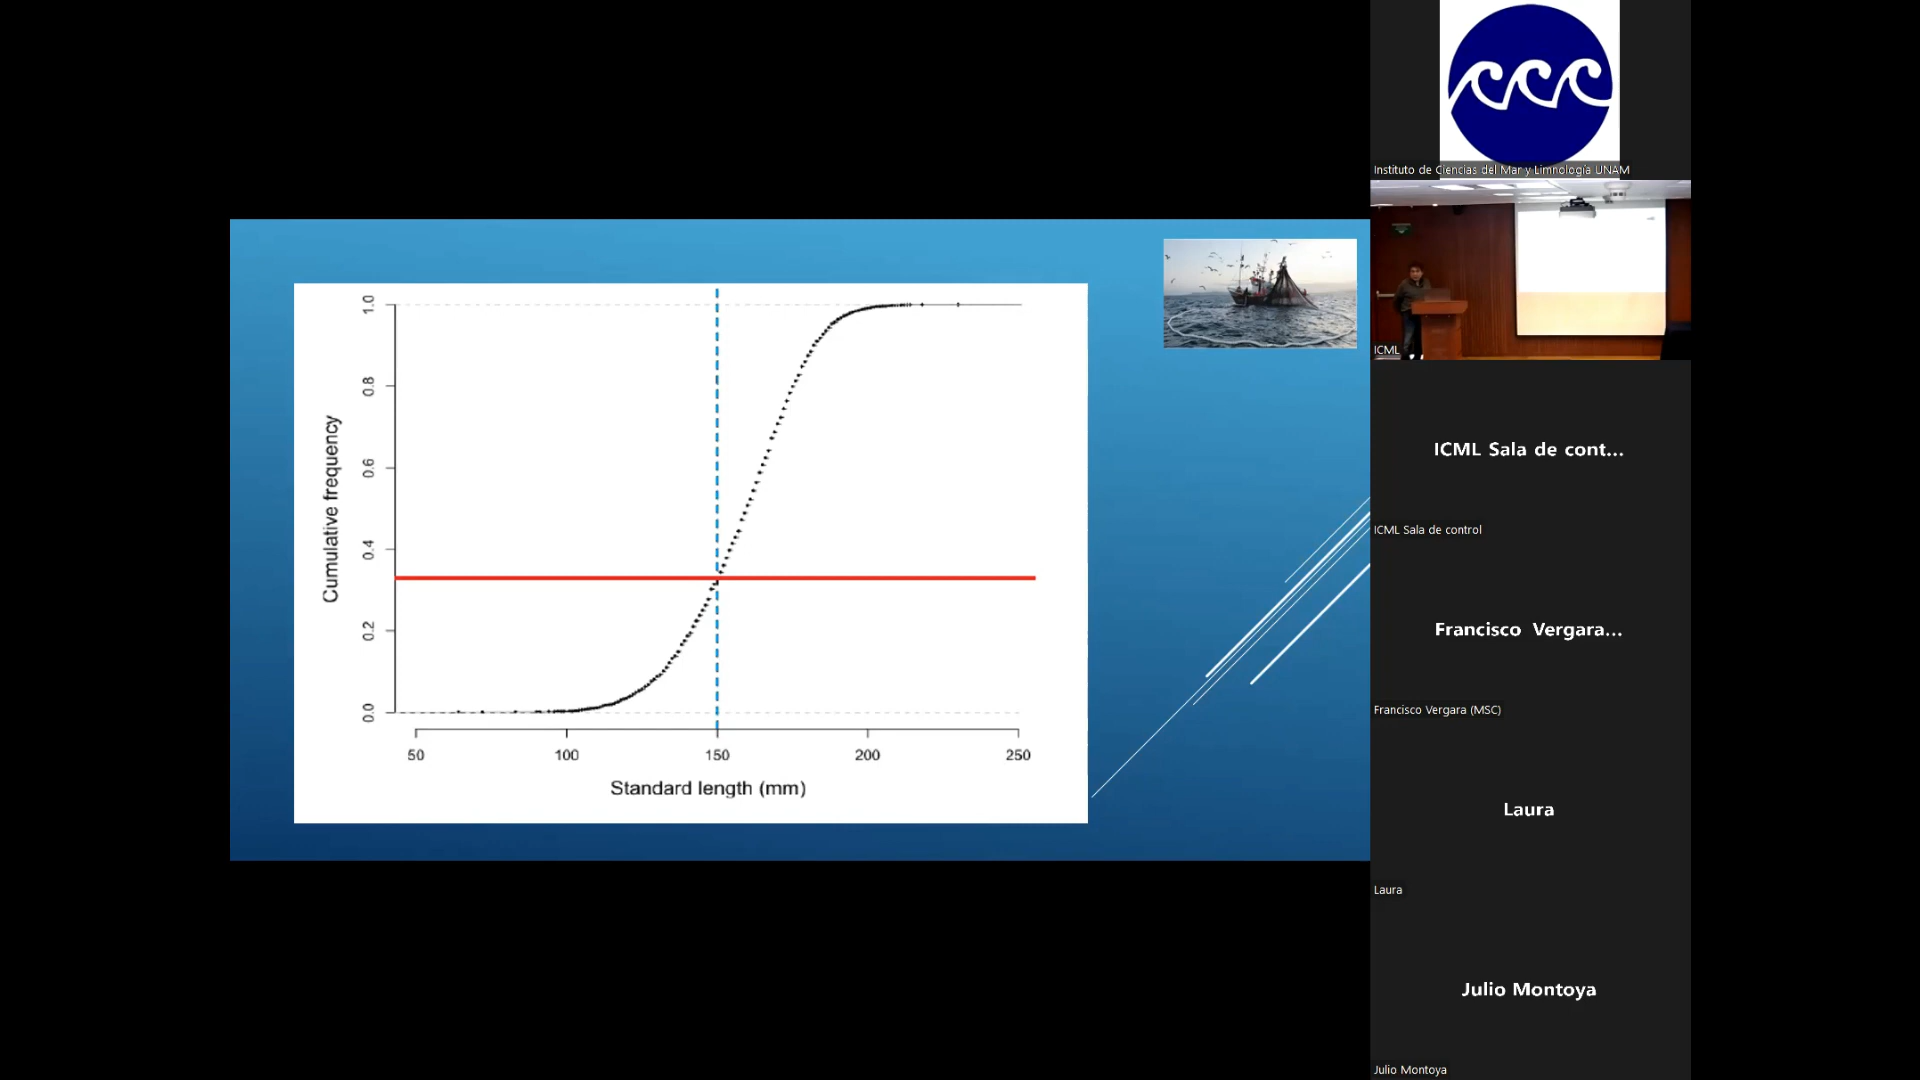 Cumulative frequency
1.0
0.8
0.6
0.4
0.2
0.0
50 100 150 200 250
Standard length (mm)
Instituto de Ciencias del Mar y Limnología UNAM
ICML
ICML Sala de cont...
ICML Sala de control
Francisco Vergara...
Francisco Vergara (MSC)
Laura
Laura
Julio Montoya
Julio Montoya